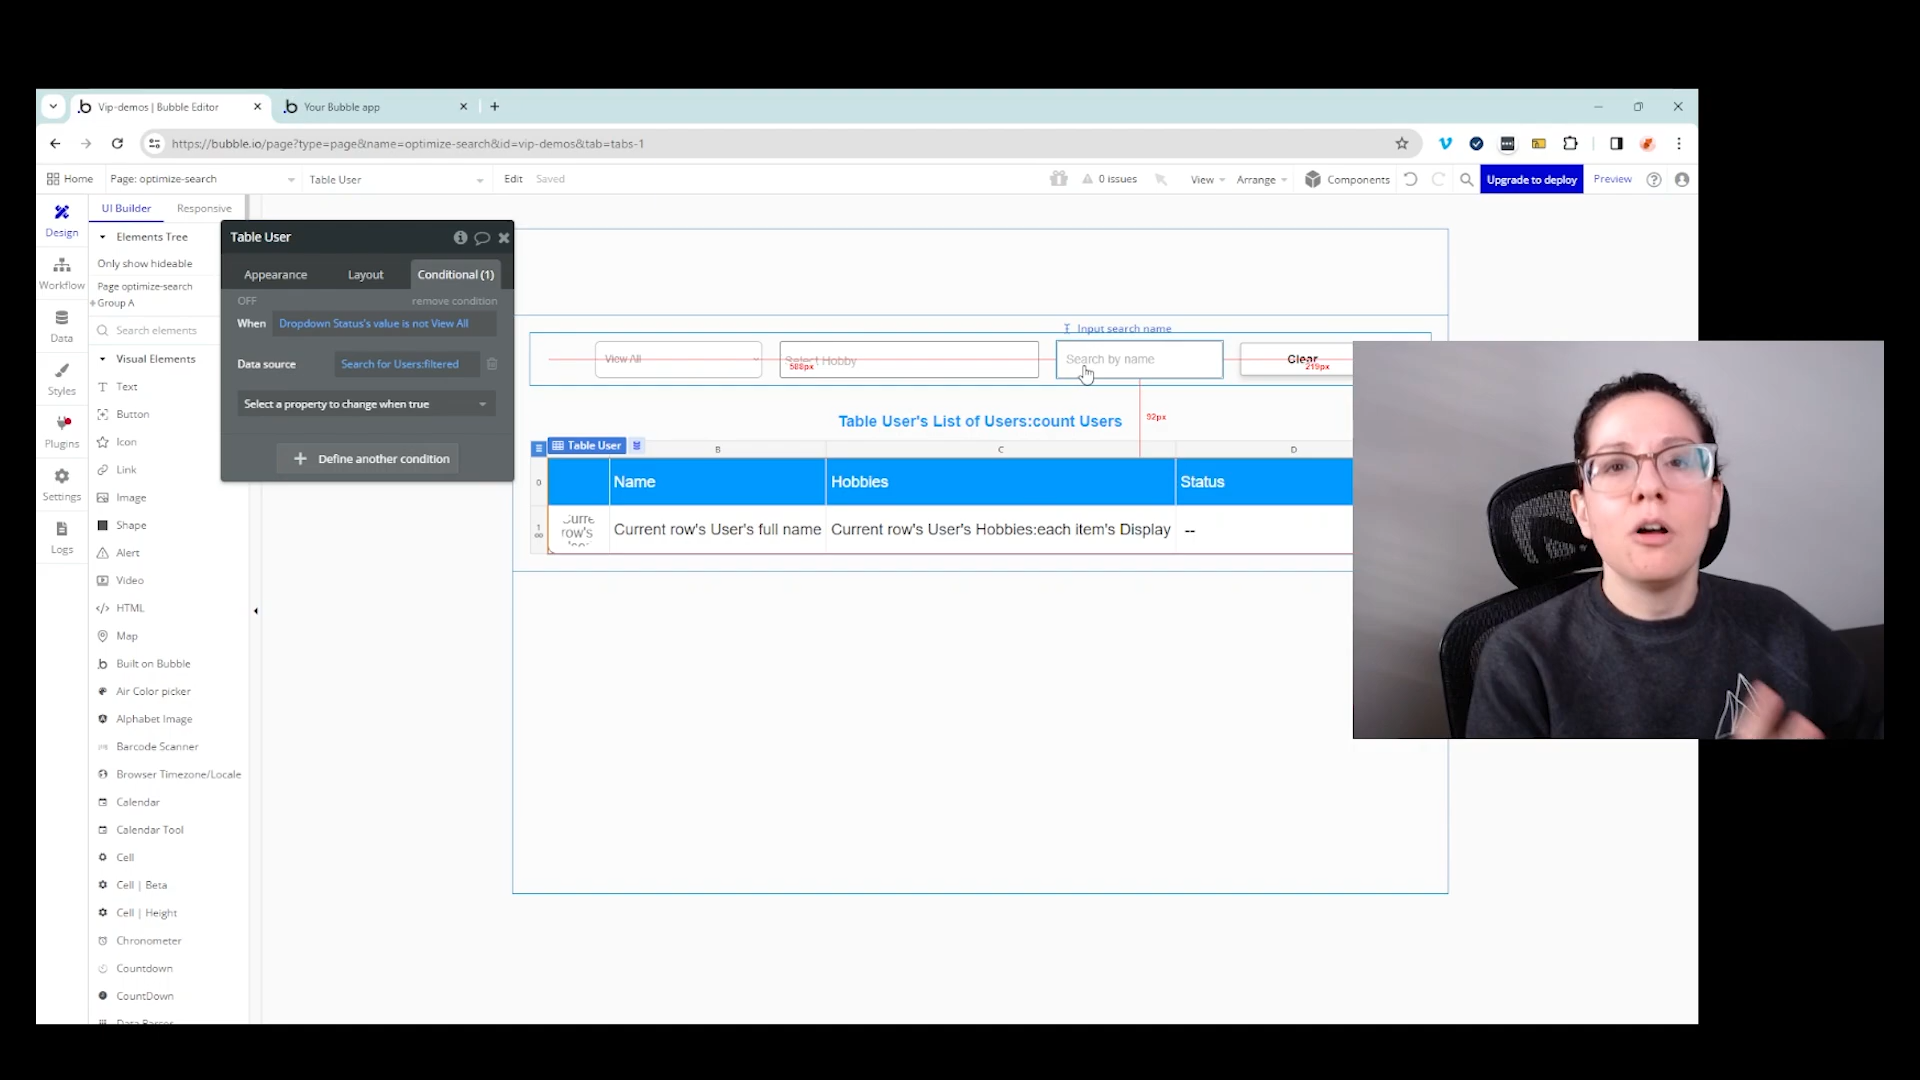 Vip-demos | Bubble Editor
Your Bubble app
https://bubble.io/page?type=page&name=optimize-search&id=vip-demos&tab=tabs-1
Home
Page: optimize-search
Table User
Edit
Saved
0 issues
View
Arrange
Components
Upgrade to deploy
Preview
Design
Workflow
Data
Styles
Plugins
Settings
Logs
UI Builder
Responsive
Elements Tree
Only show hideable
Page optimize-search
Group A
Search elements
Visual Elements
Text
Button
Icon
Link
Image
Shape
Alert
Video
HTML
Map
Built on Bubble
Air Color picker
Alphabet Image
Barcode Scanner
Browser Timezone/Locale
Calendar
Calendar Tool
Cell
Cell | Beta
Cell | Height
Chronometer
Countdown
CountDown
Table User
Appearance
Layout
Conditional (1)
OFF
remove condition
When
Dropdown Status's value is not View All
Data source
Search for Users:filtered
Select a property to change when true
Define another condition
Input search name
View All
Select Hobby
Search by name
Clear
219px
92px
Table User's List of Users:count Users
Table User
B
C
D
0
Name
Hobbies
Status
1
Curre
row's
Current row's User's full name
Current row's User's Hobbies:each item's Display
--